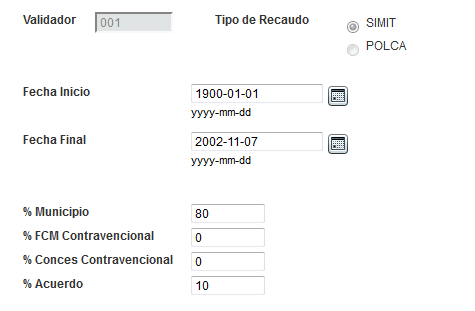 Validador 001 Tipo de Recaudo SIMIT
POLCA
Fecha Inicio 1900-01-01
yyyy-mm-dd
Fecha Final 2002-11-07
yyyy-mm-dd
% Municipio 80
% FCM Contravencional 0
% Conces Contravencional 0
% Acuerdo 10